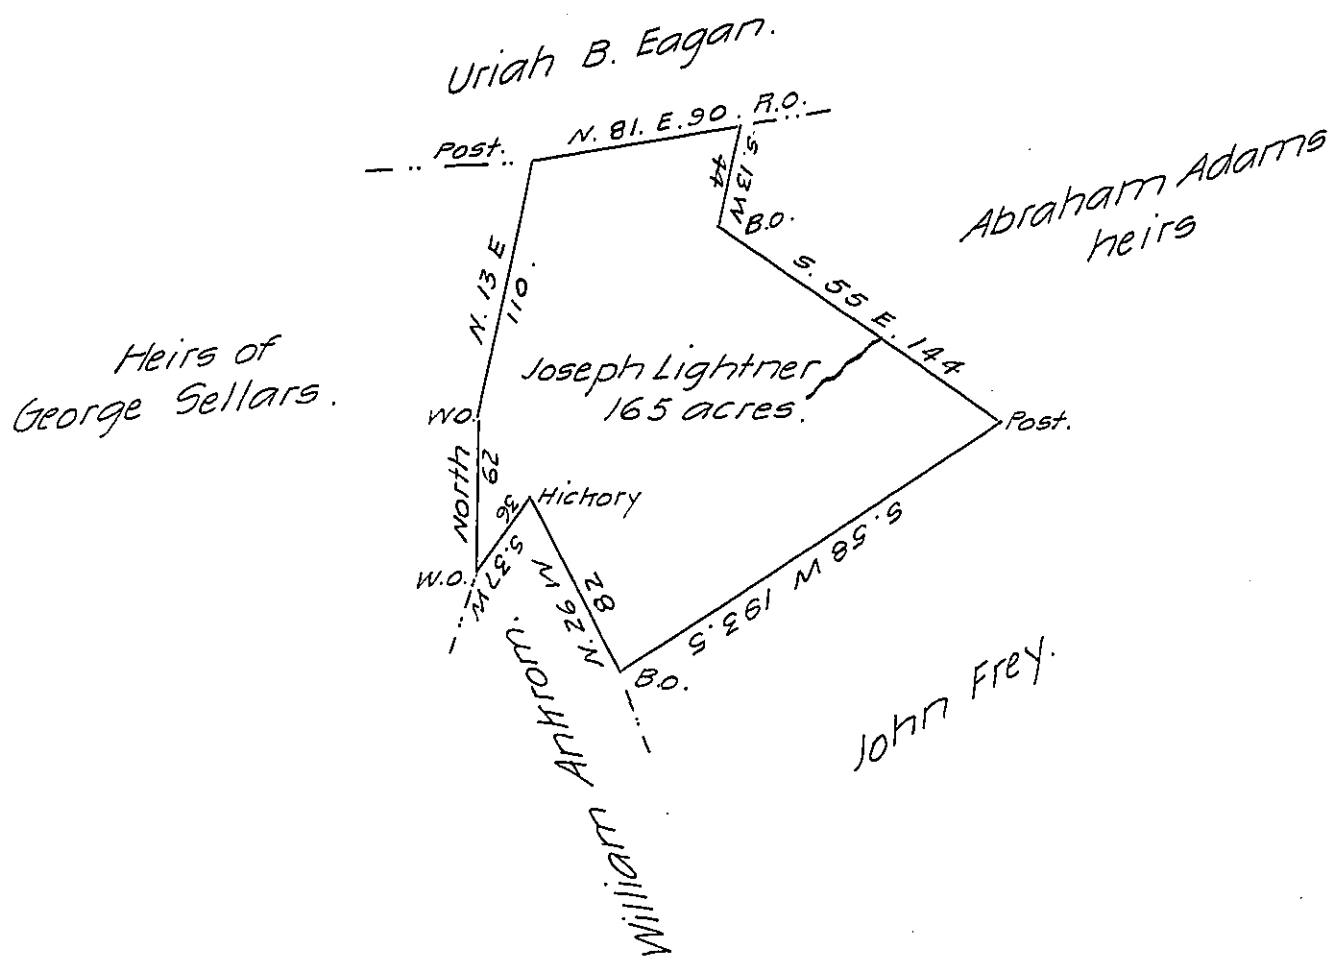 Uriah B. Eagan.
Post.
N. 81. E. 90.
R.O.
S. 13 W
44
B.O.
Abraham Adams
heirs
N. 13 E
110.
S. 55 E. 144
Heirs of
George Sellars.
Joseph Lightner
165 acres.
W.O.
Post.
North
62
36
Hickory
S. 37 W
W.O.
S. 58 W 193.5
N. 26 W
82
B.O.
John Frey.
William